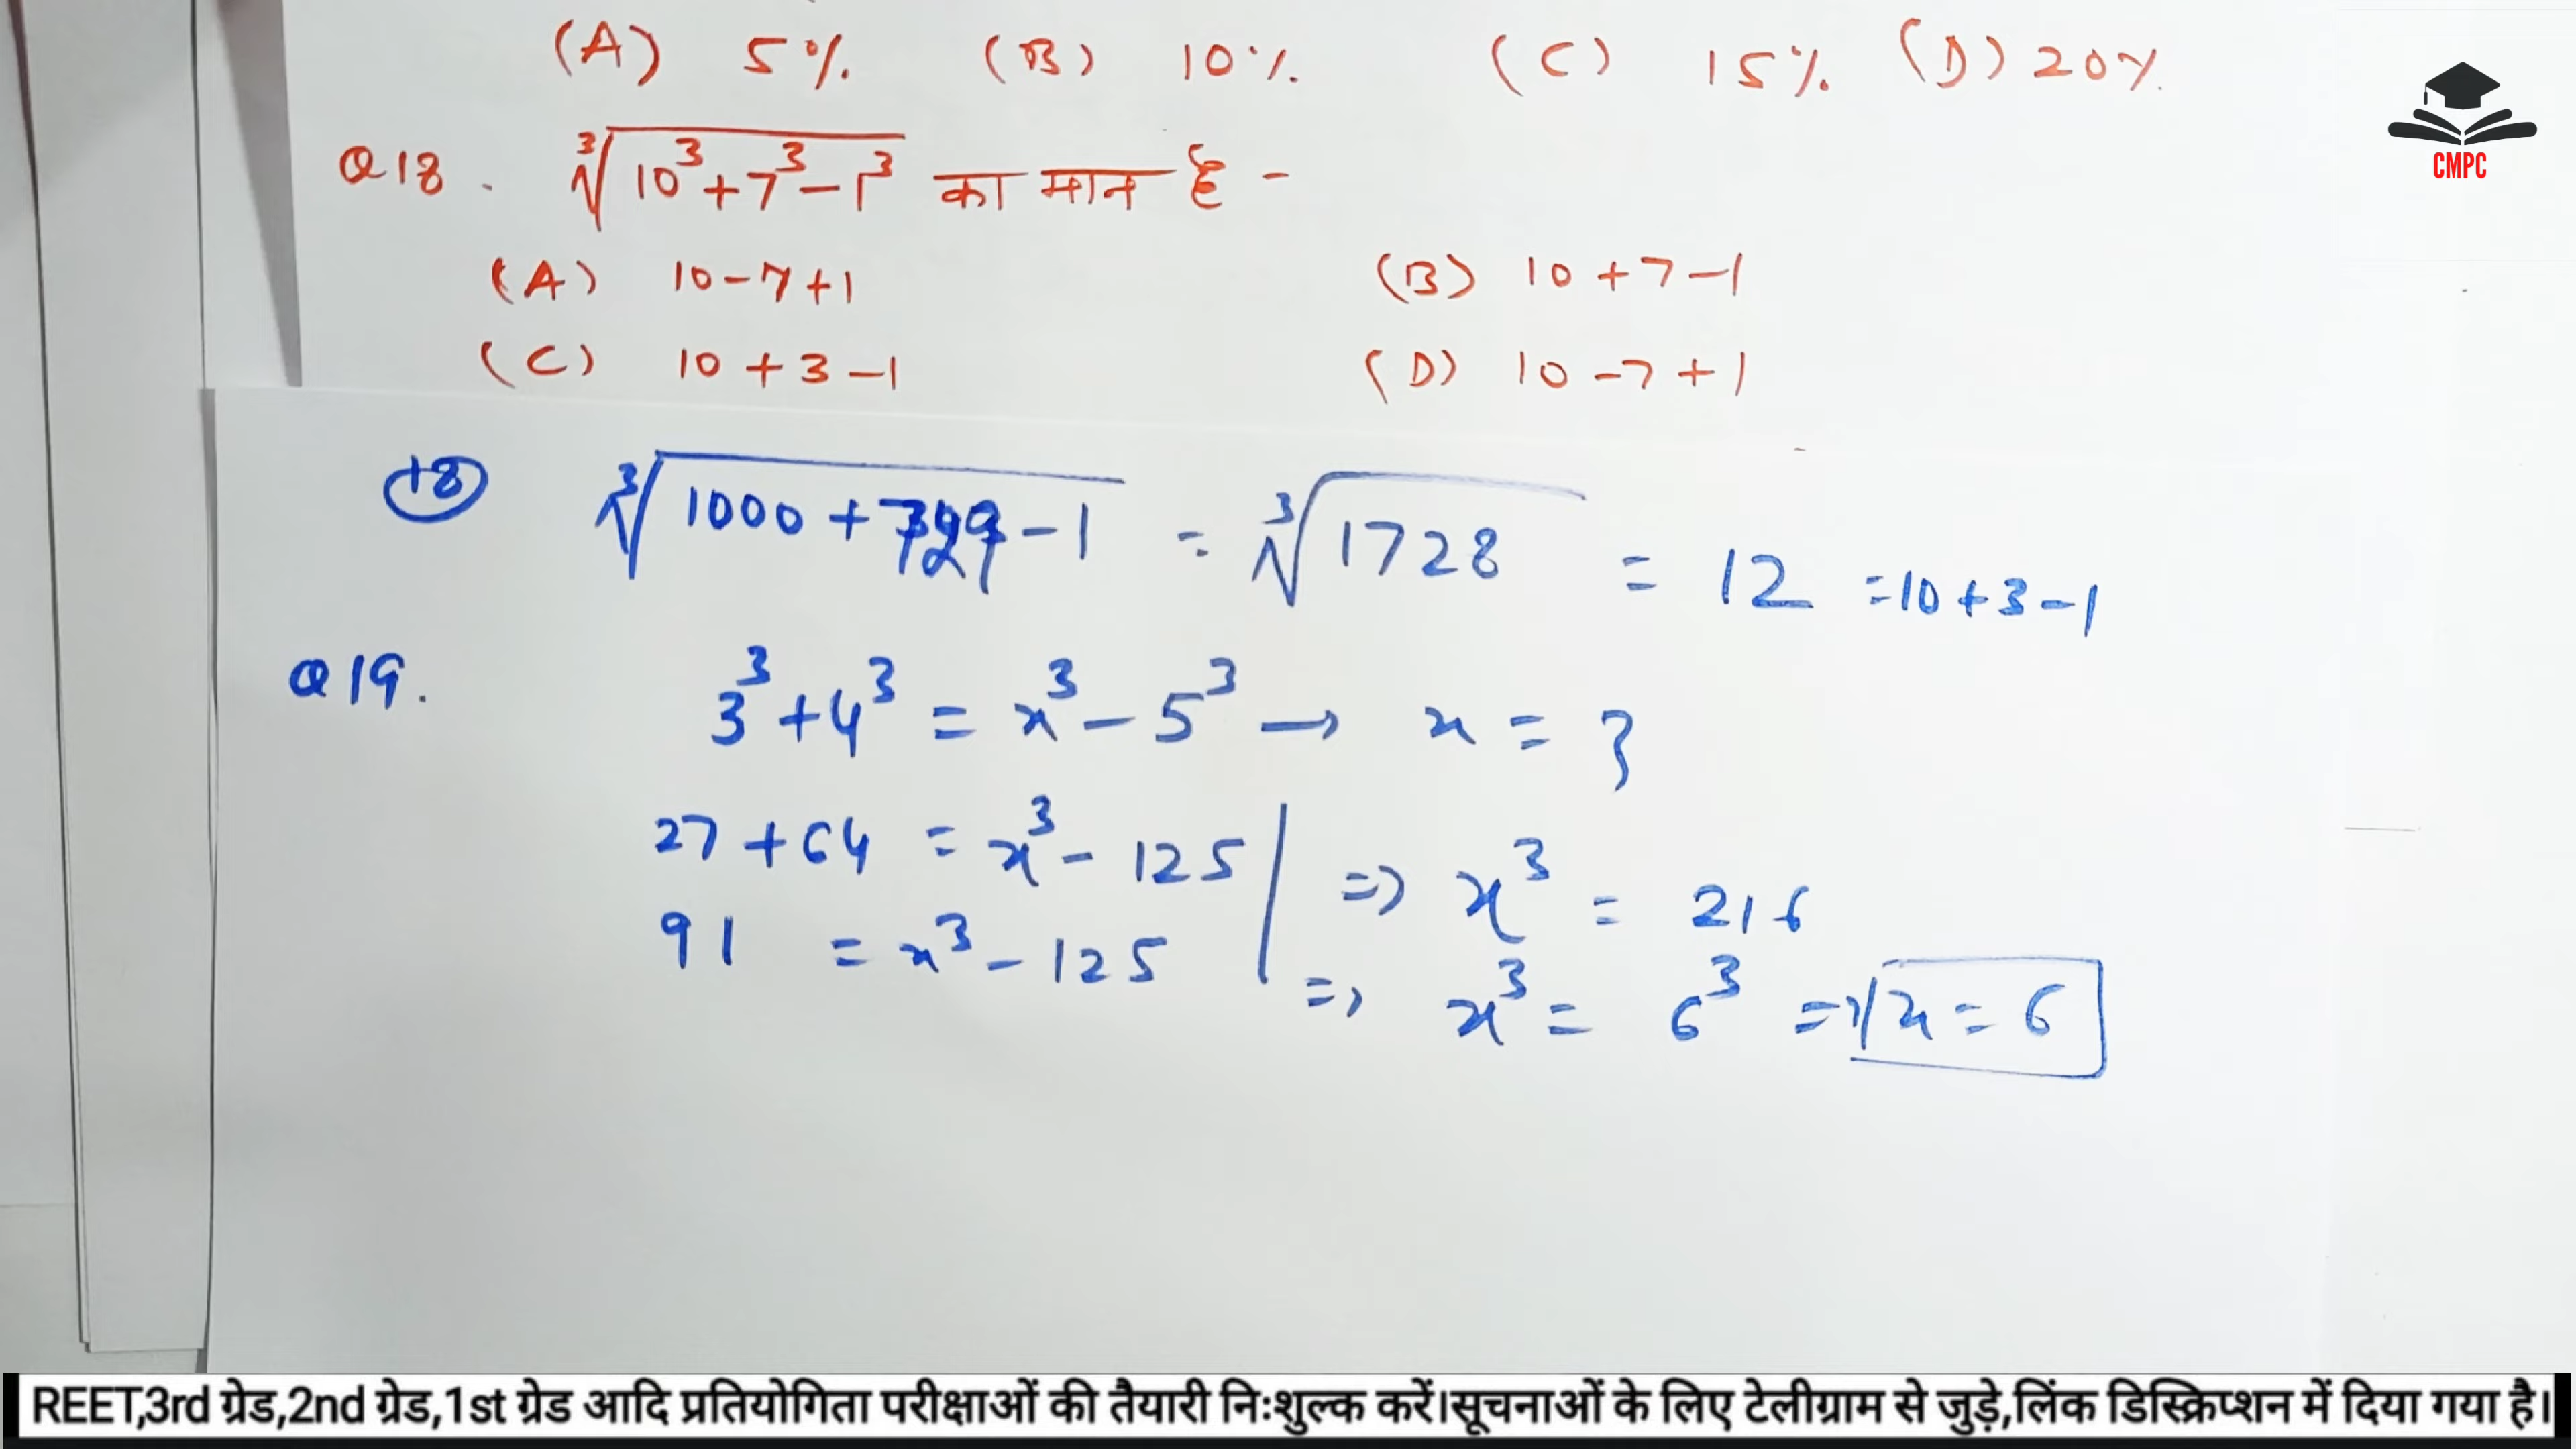 (A) 5% (B) 10% (C) 15% (D) 20%
CMPC
Q18. ∛(10³+7³-1³) का मान है -
(A) 10-7+1 (B) 10+7-1
(C) 10+3-1 (D) 10-7+1
18 ∛(1000+729-1) = ∛1728 = 12 = 10+3-1
Q19. 3³+4³ = x³-5³ → x = ?
27+64 = x³-125 ⇒ x³ = 216
91 = x³-125 ⇒ x³ = 6³ ⇒ x = 6
REET,3rd ग्रेड,2nd ग्रेड,1st ग्रेड आदि प्रतियोगिता परीक्षाओं की तैयारी निःशुल्क करें।सूचनाओं के लिए टेलीग्राम से जुड़े,लिंक डिस्क्रिप्शन में दिया गया है।